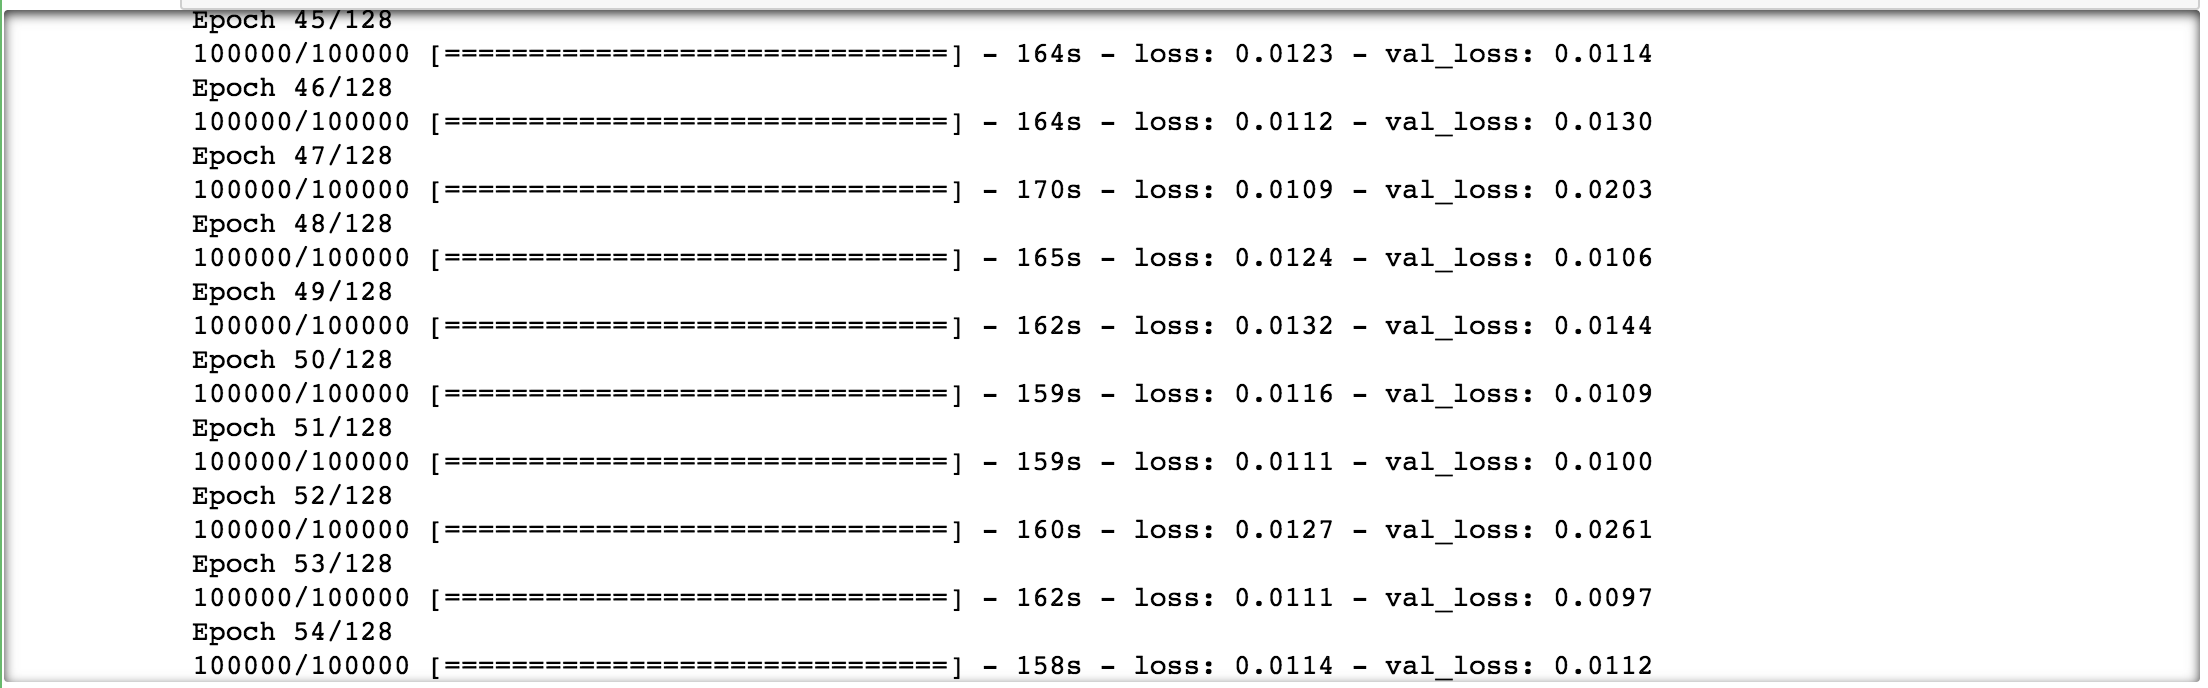 Epoch 45/128
100000/100000 [==============================] - 164s - loss: 0.0123 - val_loss: 0.0114
Epoch 46/128
100000/100000 [==============================] - 164s - loss: 0.0112 - val_loss: 0.0130
Epoch 47/128
100000/100000 [==============================] - 170s - loss: 0.0109 - val_loss: 0.0203
Epoch 48/128
100000/100000 [==============================] - 165s - loss: 0.0124 - val_loss: 0.0106
Epoch 49/128
100000/100000 [==============================] - 162s - loss: 0.0132 - val_loss: 0.0144
Epoch 50/128
100000/100000 [==============================] - 159s - loss: 0.0116 - val_loss: 0.0109
Epoch 51/128
100000/100000 [==============================] - 159s - loss: 0.0111 - val_loss: 0.0100
Epoch 52/128
100000/100000 [==============================] - 160s - loss: 0.0127 - val_loss: 0.0261
Epoch 53/128
100000/100000 [==============================] - 162s - loss: 0.0111 - val_loss: 0.0097
Epoch 54/128
100000/100000 [==============================] - 158s - loss: 0.0114 - val_loss: 0.0112